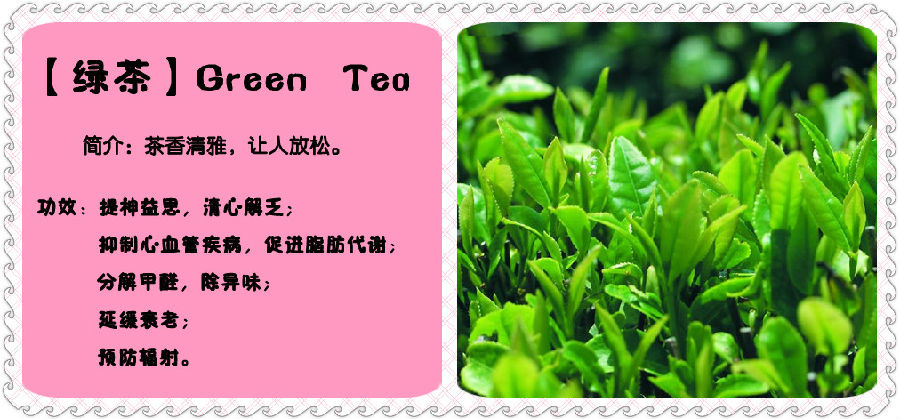 【绿茶】Green Tea
简介：茶香清雅，让人放松。
功效：提神益思，清心解乏；
抑制心血管疾病，促进脂肪代谢；
分解甲醛，除异味；
延缓衰老；
预防辐射。